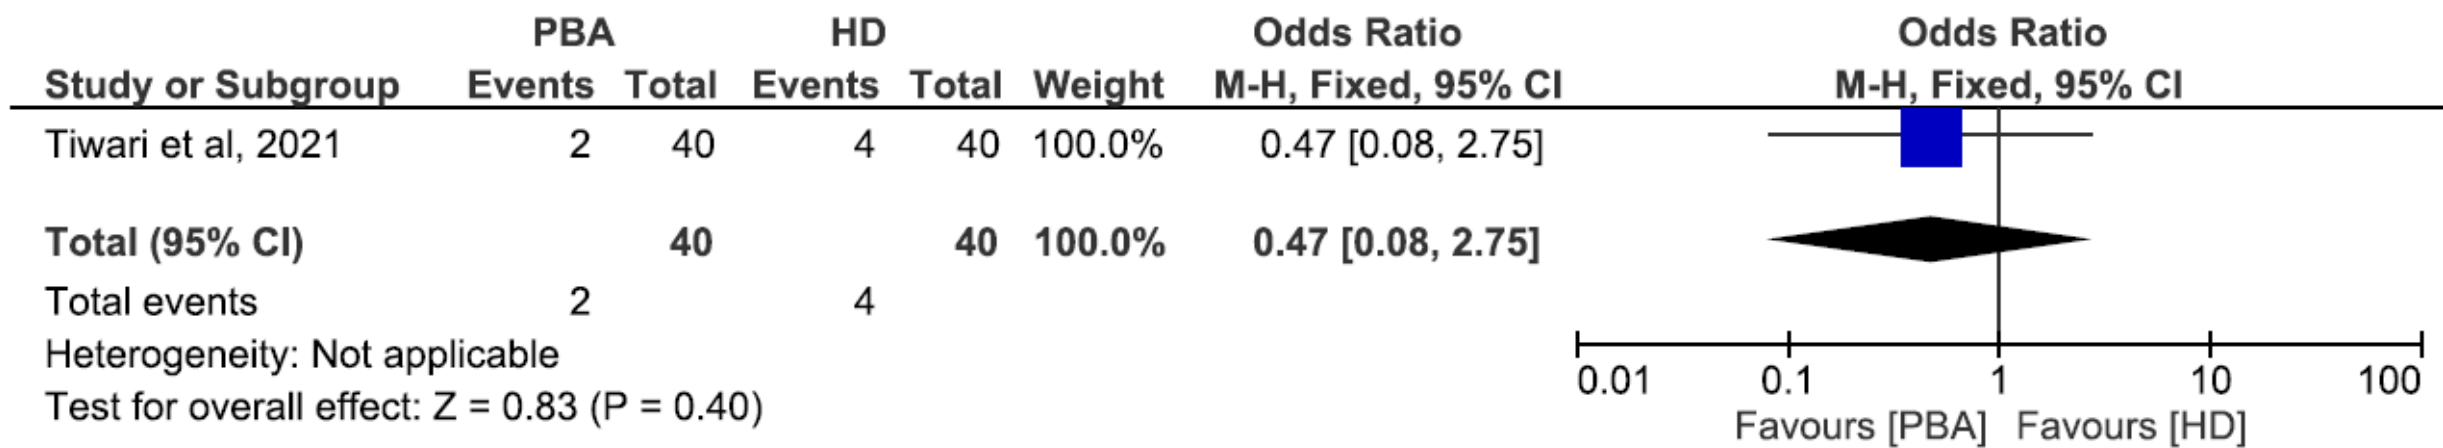 PBA HD Odds Ratio Odds Ratio
Study or Subgroup Events Total Events Total Weight M-H, Fixed, 95% CI M-H, Fixed, 95% CI
Tiwari et al, 2021 2 40 4 40 100.0% 0.47 [0.08, 2.75]
Total (95% CI) 40 40 100.0% 0.47 [0.08, 2.75]
Total events 2 4
Heterogeneity: Not applicable
Test for overall effect: Z = 0.83 (P = 0.40)
0.01 0.1 1 10 100
Favours [PBA] Favours [HD]